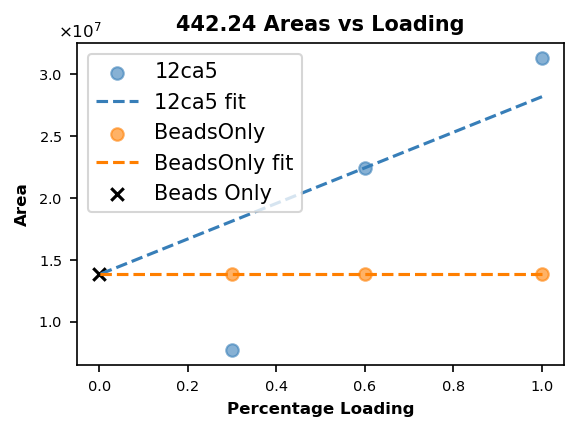 442.24 Areas vs Loading
×10⁷
12ca5
12ca5 fit
BeadsOnly
BeadsOnly fit
Beads Only
3.0
2.5
2.0
1.5
1.0
Area
0.0 0.2 0.4 0.6 0.8 1.0
Percentage Loading